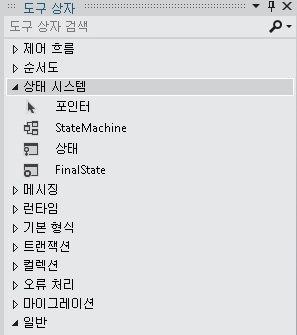 도구 상자
도구 상자 검색
제어 흐름
순서도
상태 시스템
포인터
StateMachine
상태
FinalState
메시징
런타임
기본 형식
트랜잭션
컬렉션
오류 처리
마이그레이션
일반